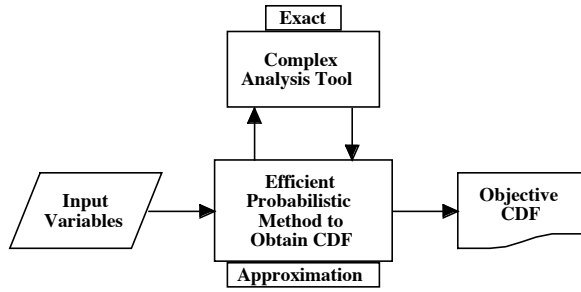 Exact
Complex
Analysis Tool
Input
Variables
Efficient
Probabilistic
Method to
Obtain CDF
Objective
CDF
Approximation